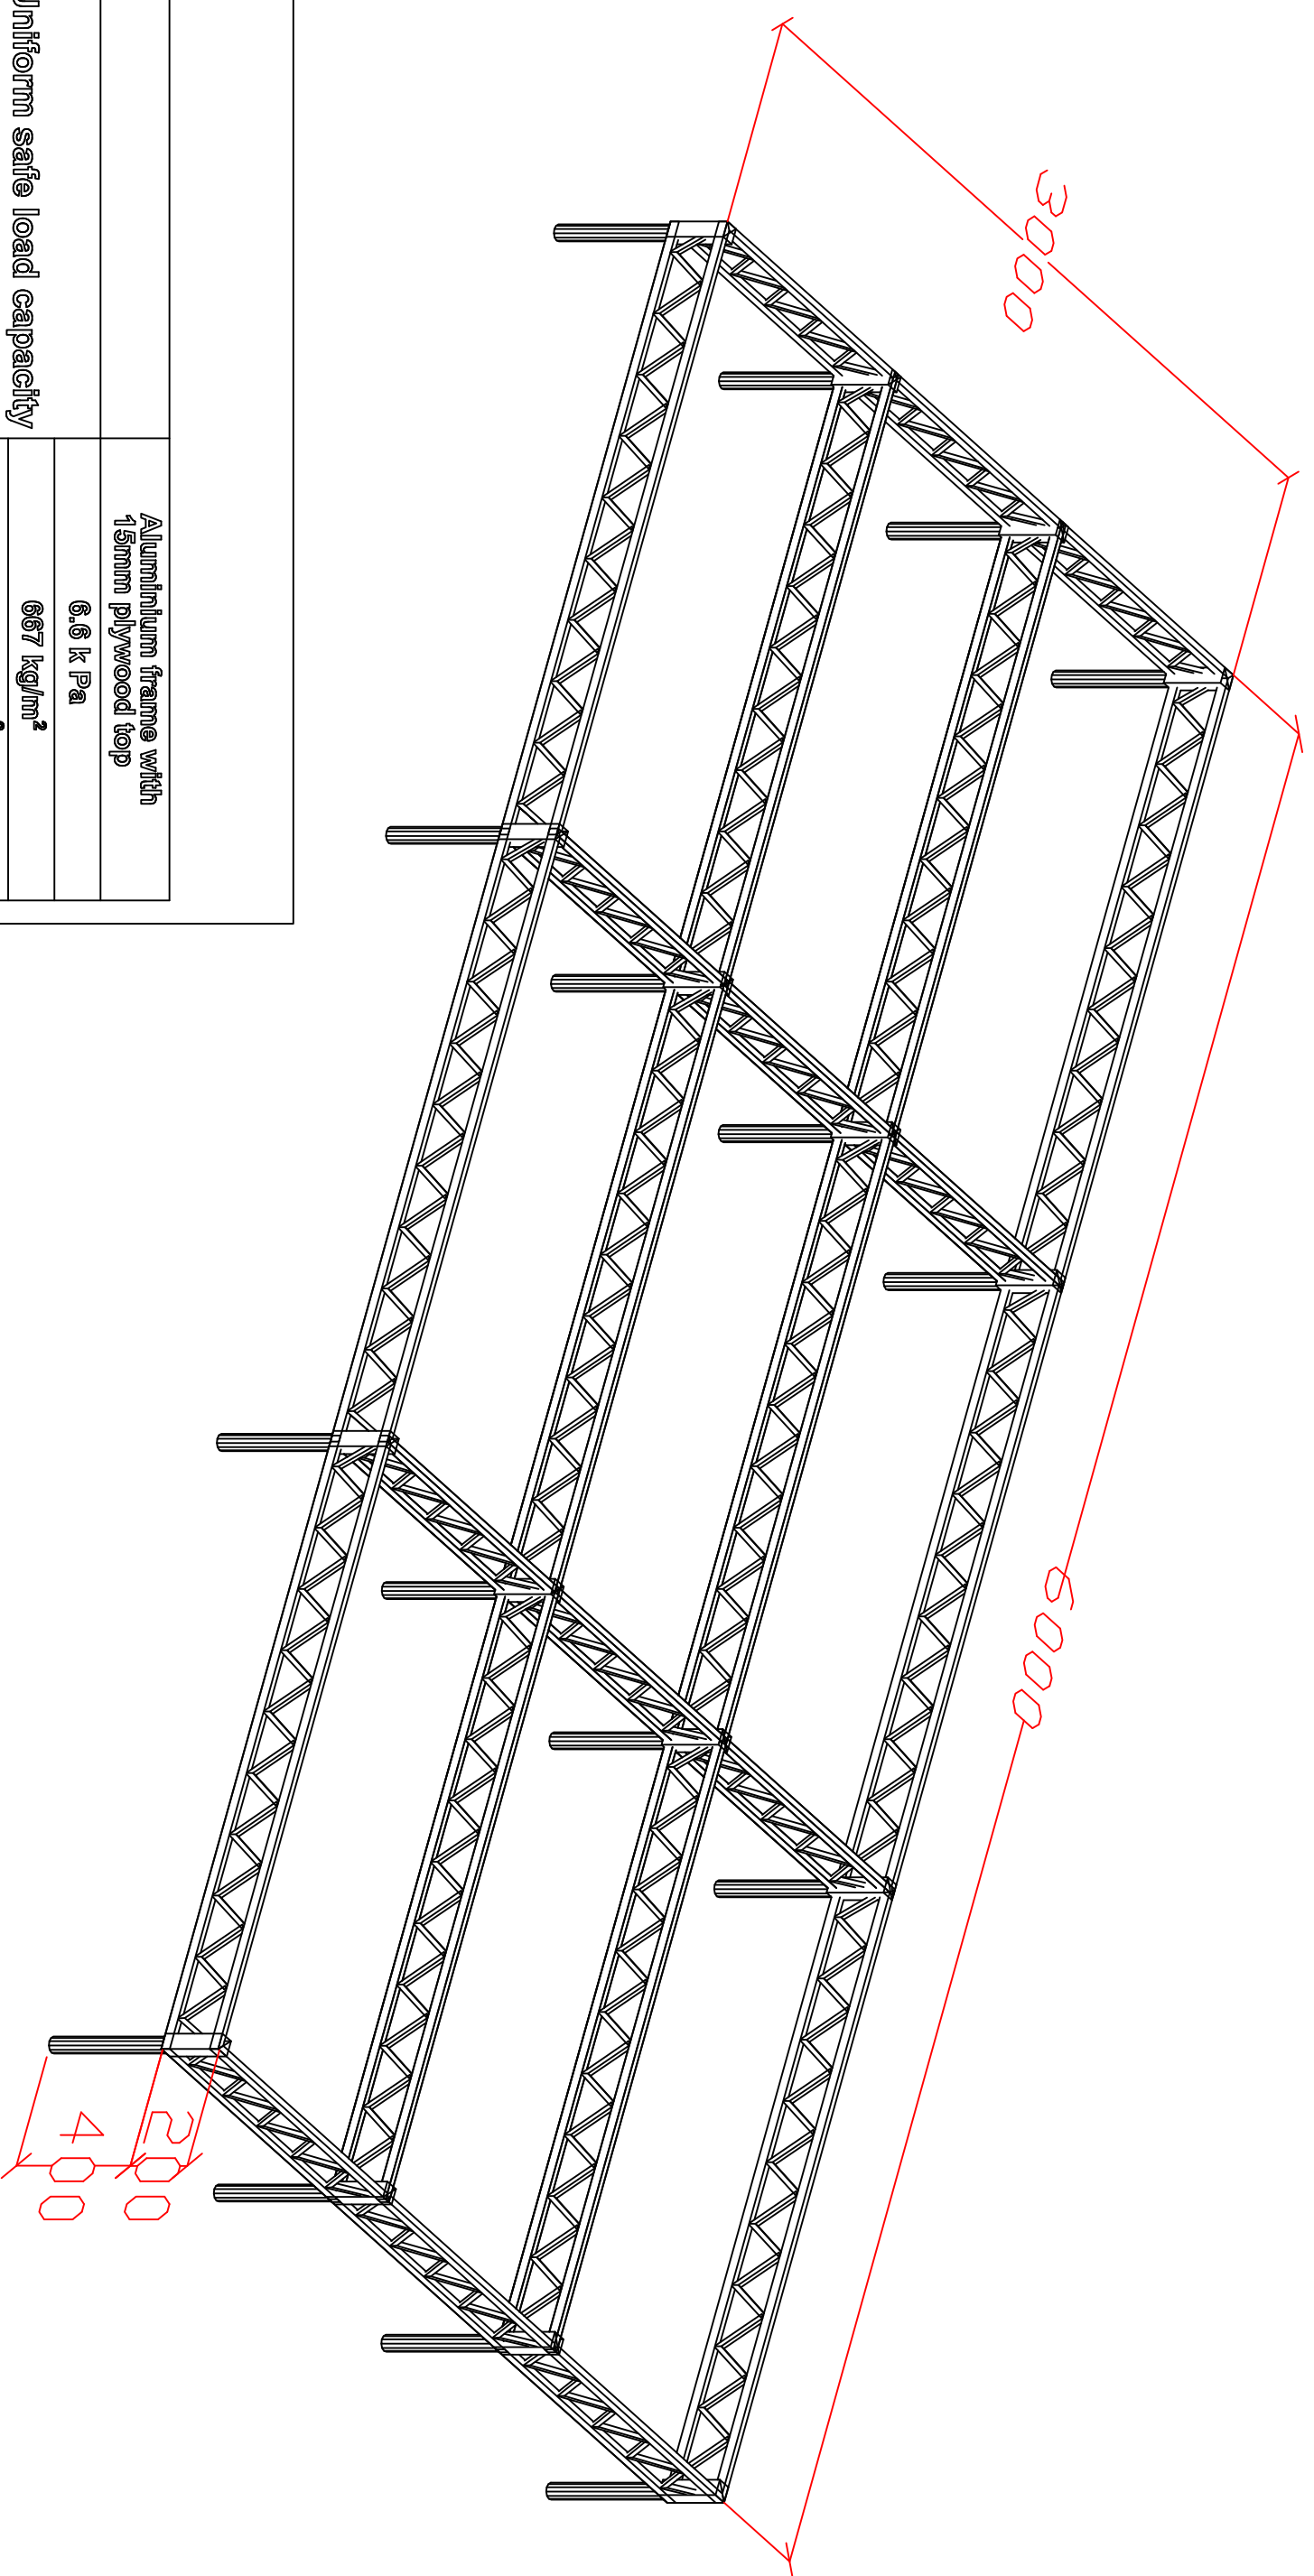 3000
6000
200
400
Aluminium frame with
15mm plywood top
6.6 k Pa
Uniform safe load capacity
667 kg/m²